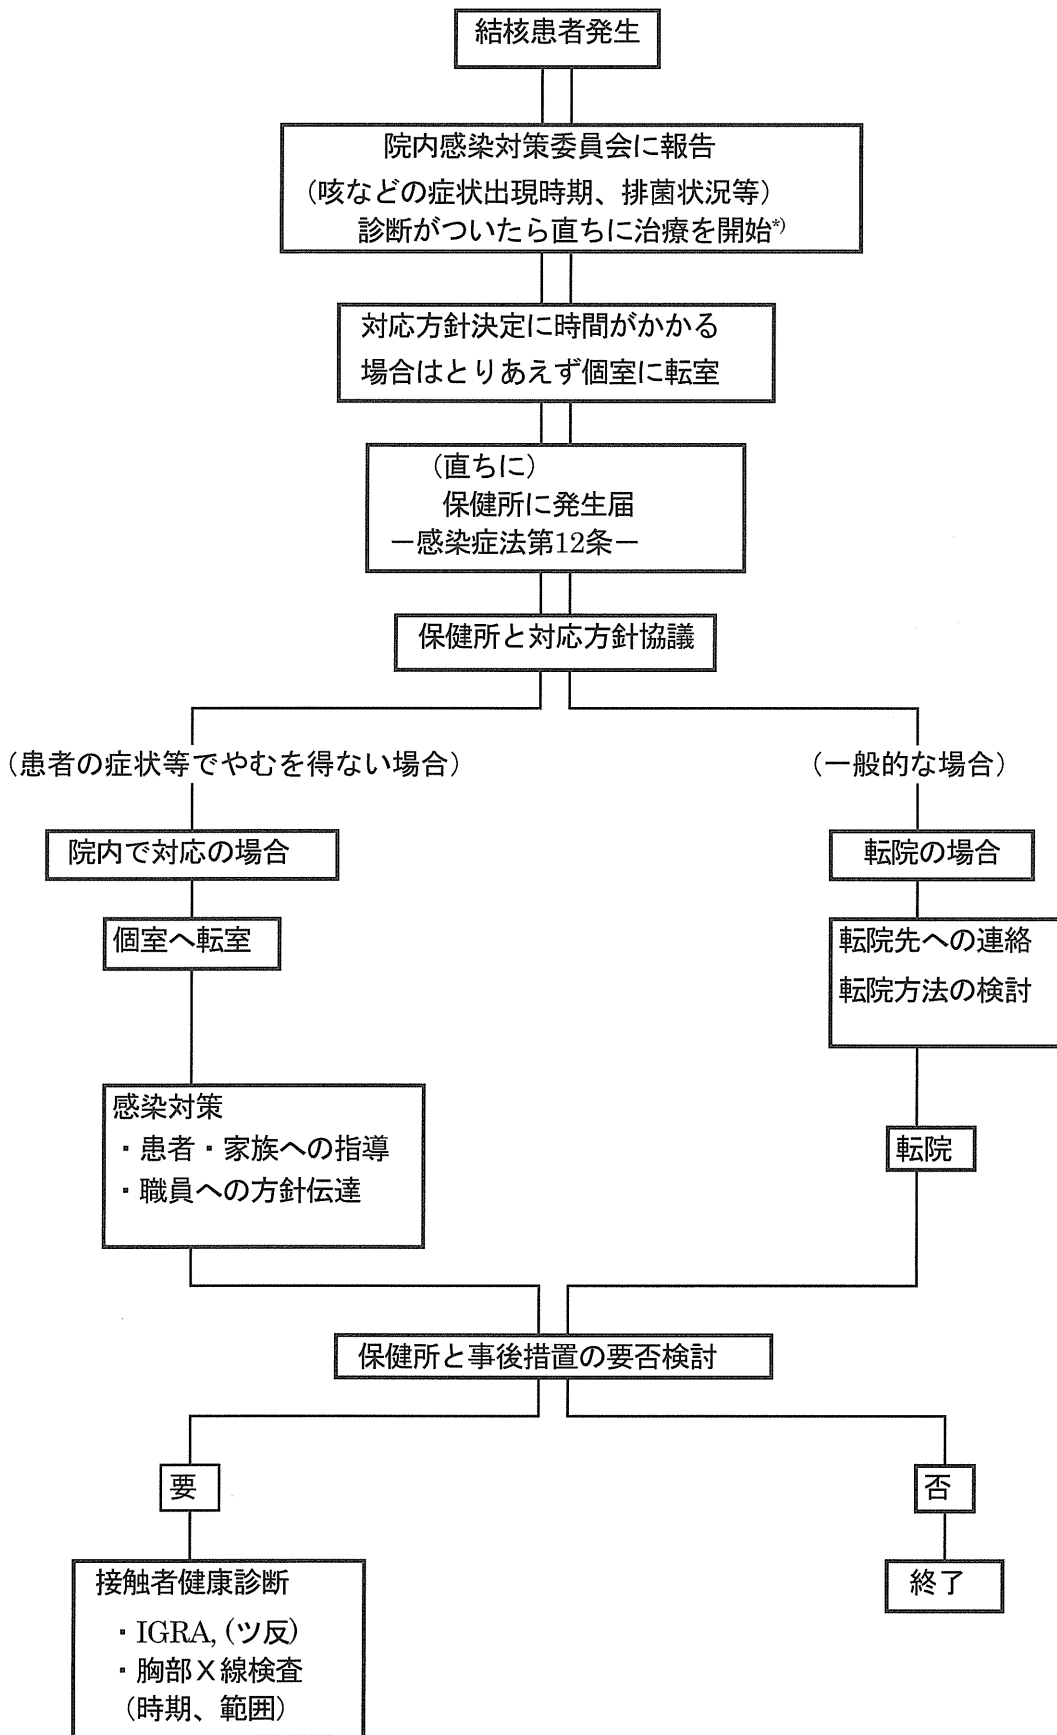 結核患者発生
院内感染対策委員会に報告
(咳などの症状出現時期、排菌状況等)
診断がついたら直ちに治療を開始*)
対応方針決定に時間がかかる
場合はとりあえず個室に転室
(直ちに)
保健所に発生届
－感染症法第12条－
保健所と対応方針協議
(患者の症状等でやむを得ない場合)
(一般的な場合)
院内で対応の場合
転院の場合
個室へ転室
転院先への連絡
転院方法の検討
感染対策
・患者・家族への指導
・職員への方針伝達
転院
保健所と事後措置の要否検討
要
否
接触者健康診断
・IGRA, (ツ反)
・胸部X線検査
(時期、範囲)
終了